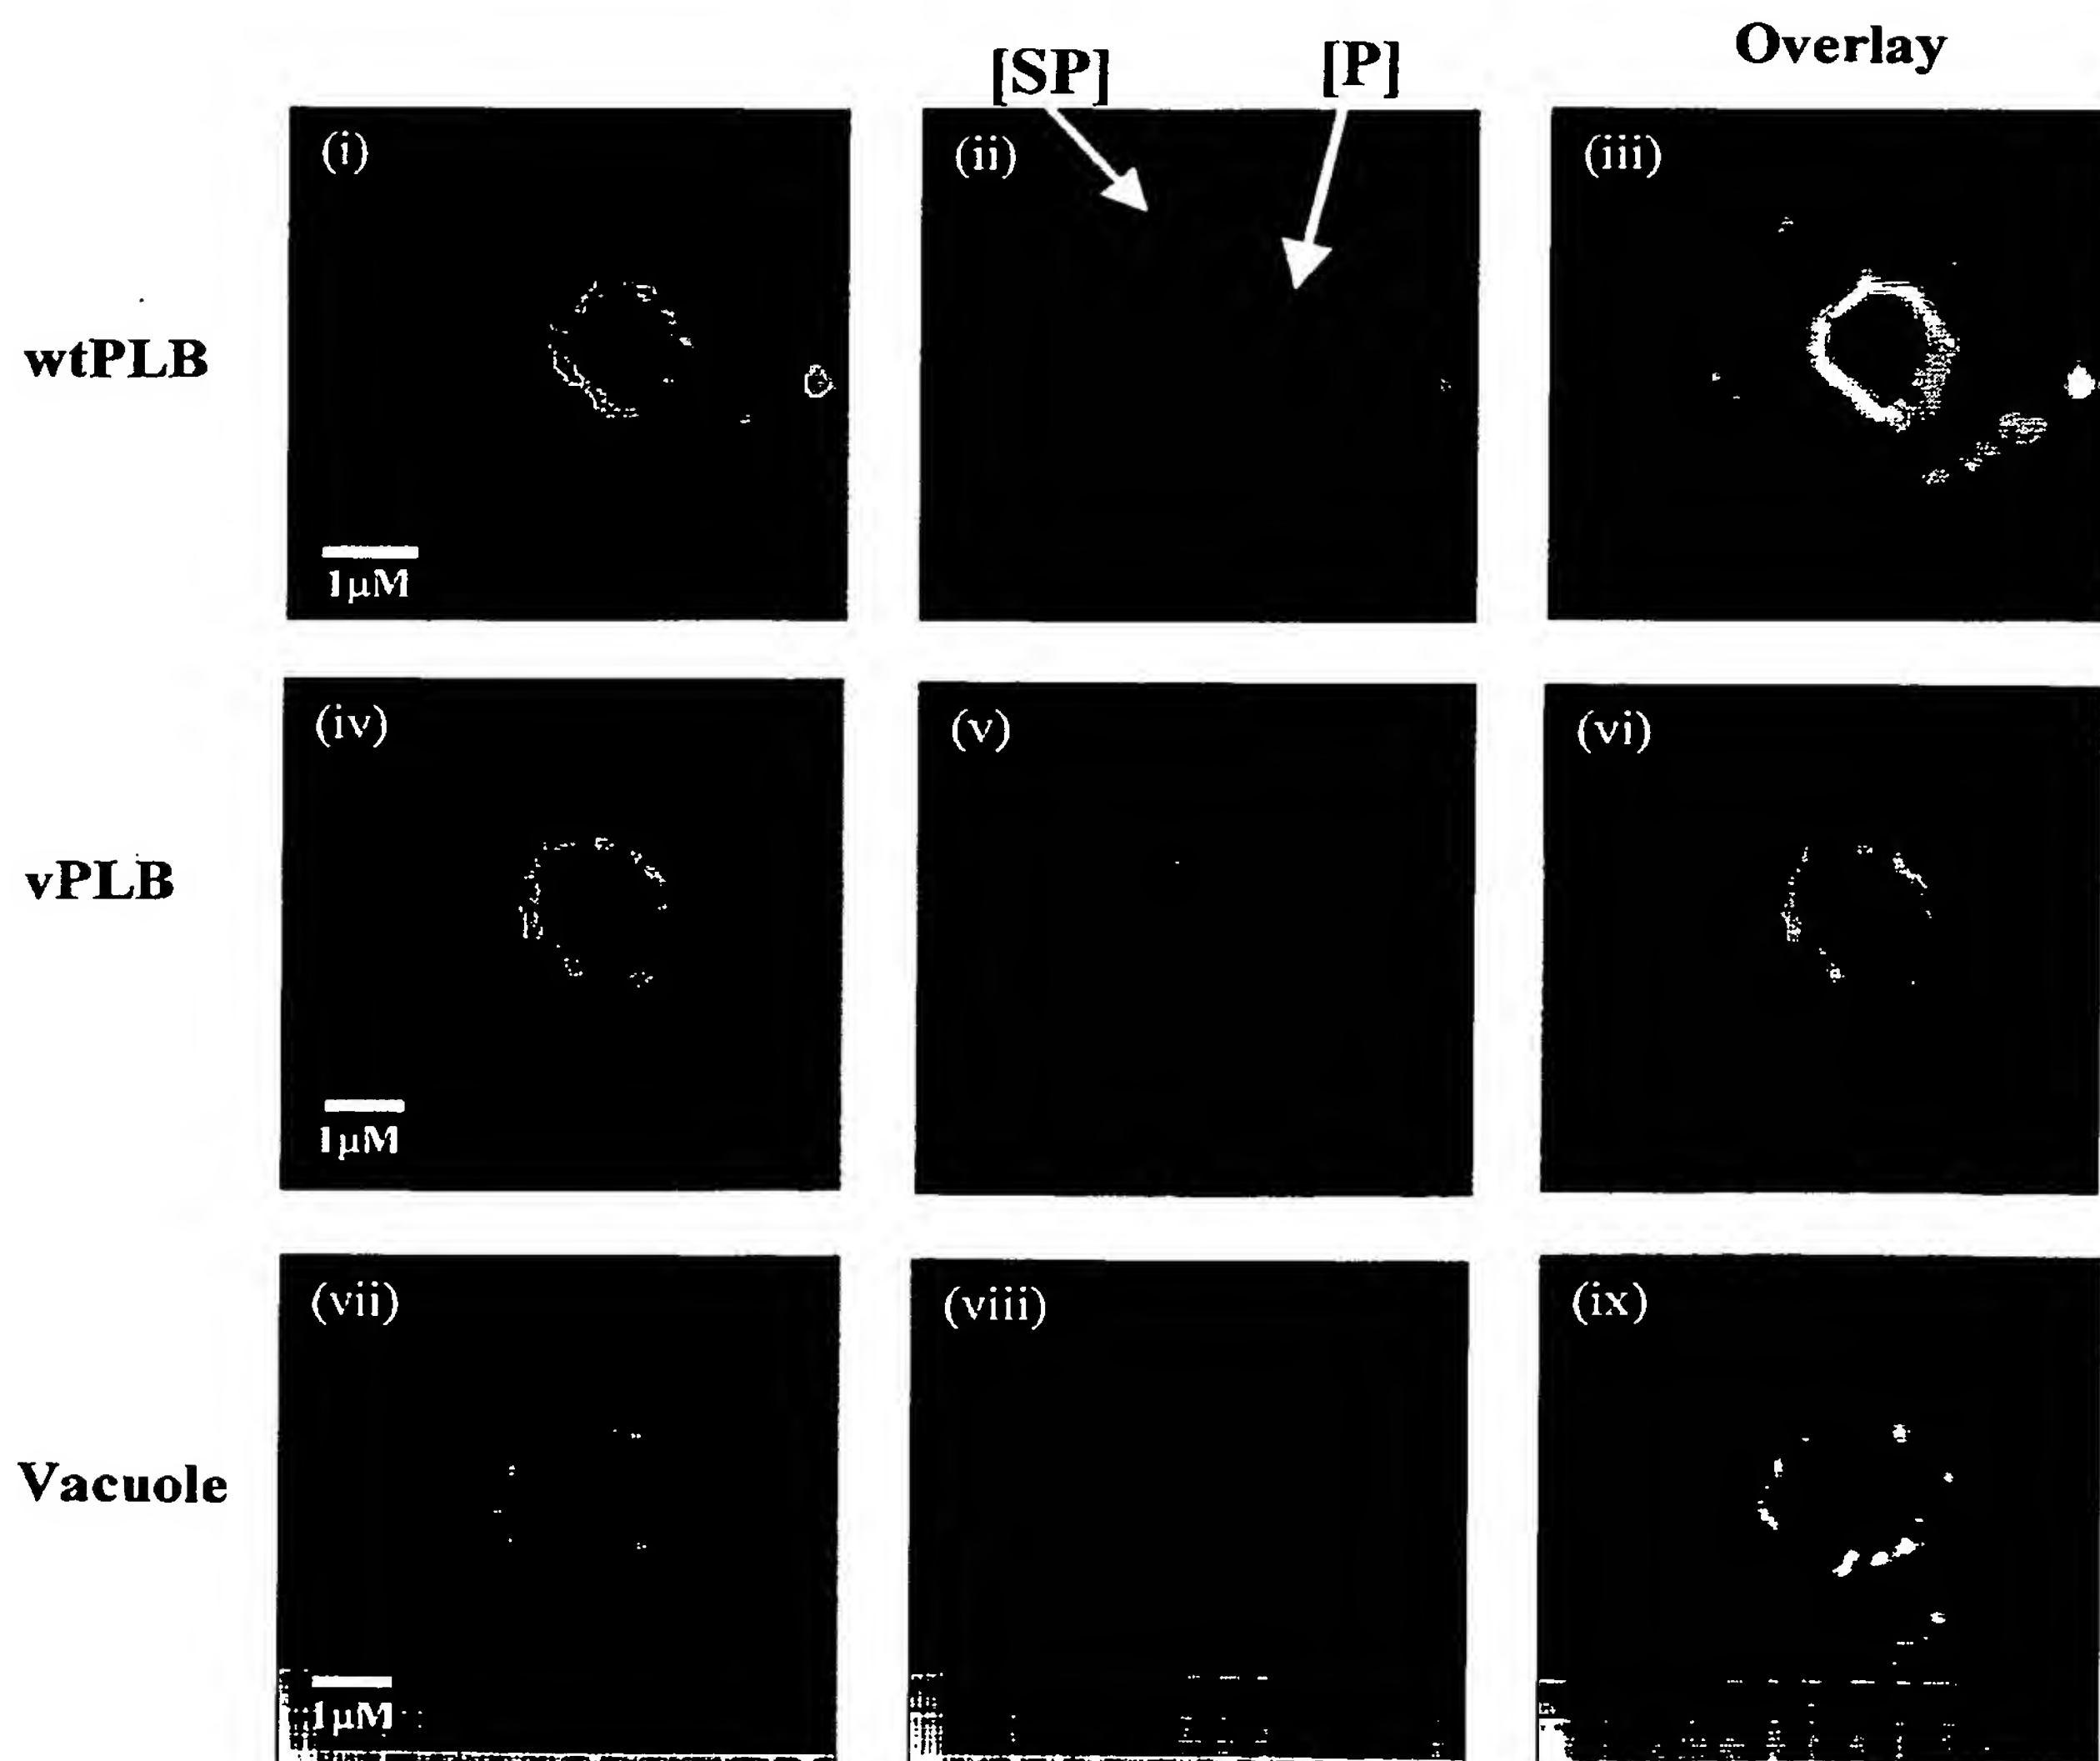 [SP] [P] Overlay
wtPLB
(i) (ii) (iii)
1µM
vPLB
(iv) (v) (vi)
1µM
Vacuole
(vii) (viii) (ix)
1µM